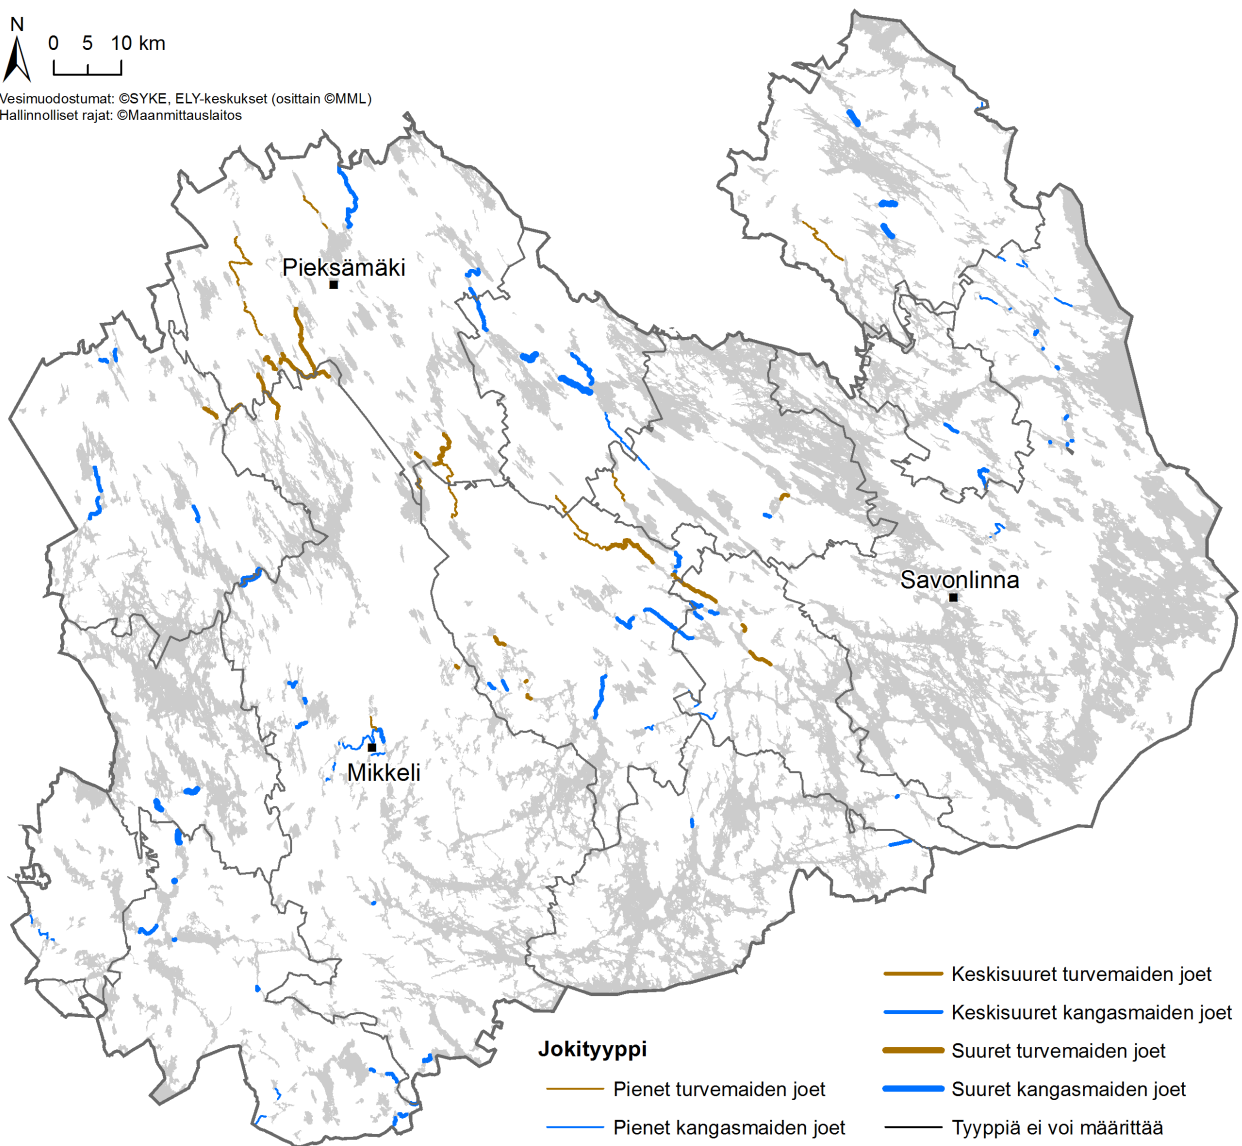 N
0 5 10 km
Vesimuodostumat: ©SYKE, ELY-keskukset (osittain ©MML)
Hallinnolliset rajat: ©Maanmittauslaitos
Pieksämäki
Savonlinna
Mikkeli
Jokityyppi
Pienet turvemaiden joet
Pienet kangasmaiden joet
Keskisuuret turvemaiden joet
Keskisuuret kangasmaiden joet
Suuret turvemaiden joet
Suuret kangasmaiden joet
Tyyppiä ei voi määrittää